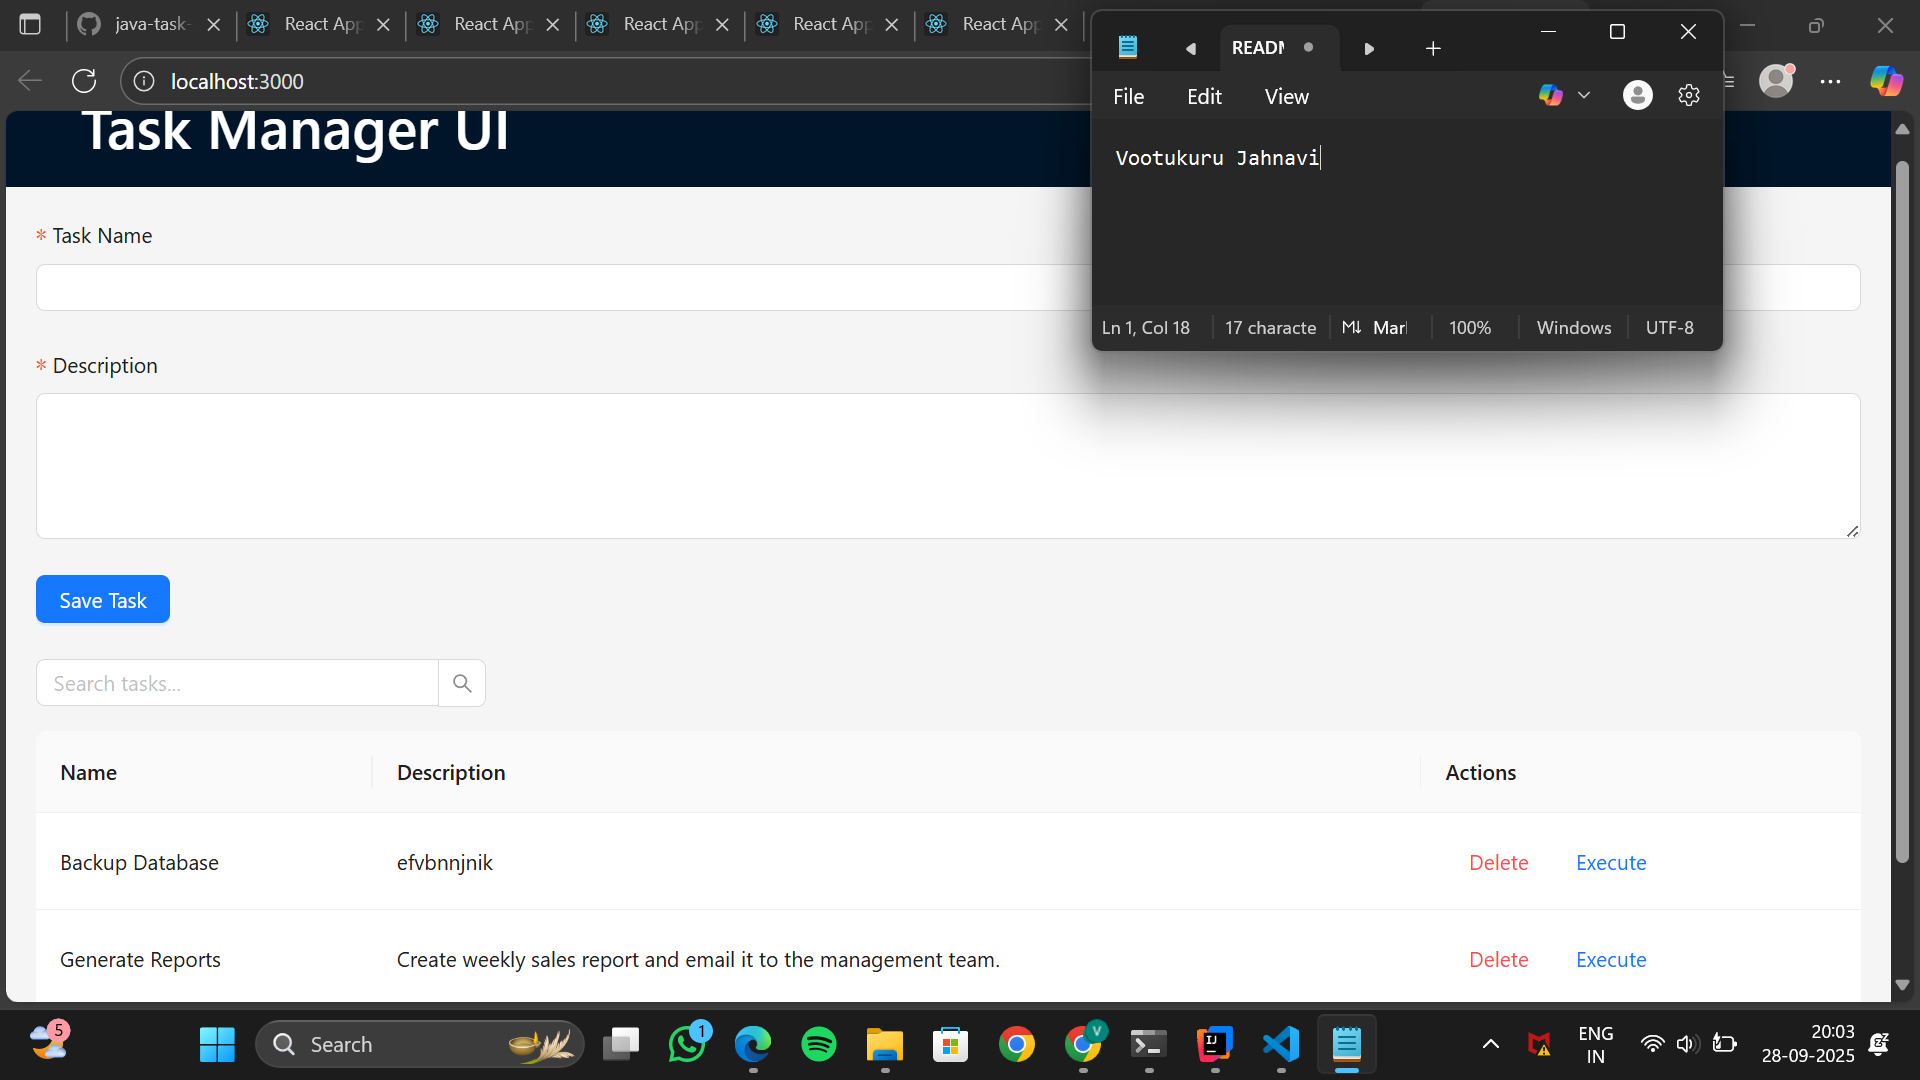 java-task-
React App
React App
React App
React App
React App
localhost:3000
READM
File
Edit
View
Vootukuru Jahnavi
Ln 1, Col 18
17 characte
Mar
100%
Windows
UTF-8
Task Manager UI
* Task Name
* Description
Save Task
Search tasks...
Name
Description
Actions
Backup Database
efvbnnjnik
Delete
Execute
Generate Reports
Create weekly sales report and email it to the management team.
Delete
Execute
5
Search
1
V
IJ
ENG
IN
20:03
28-09-2025